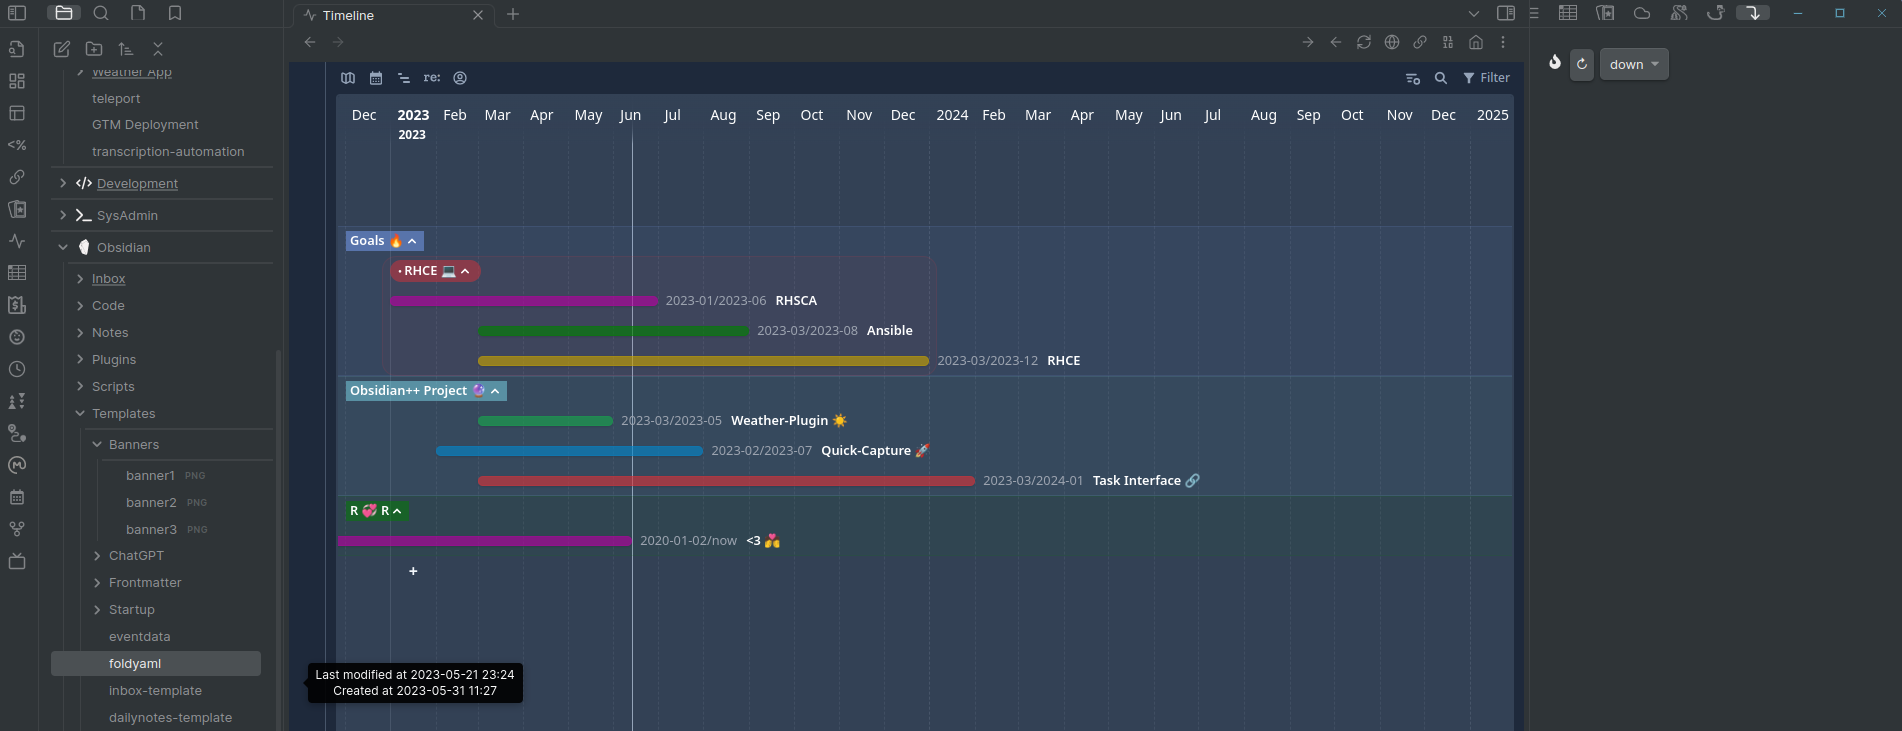 Timeline
Weather App
teleport
GTM Deployment
transcription-automation
Development
SysAdmin
Obsidian
Inbox
Code
Notes
Plugins
Scripts
Templates
Banners
banner1 PNG
banner2 PNG
banner3 PNG
ChatGPT
Frontmatter
Startup
eventdata
foldyaml
inbox-template
dailynotes-template
re:
Filter
Dec 2023 Feb Mar Apr May Jun Jul Aug Sep Oct Nov Dec 2024 Feb Mar Apr May Jun Jul Aug Sep Oct Nov Dec 2025
2023
Goals 🔥
· RHCE 💻
2023-01/2023-06 RHSCA
2023-03/2023-08 Ansible
2023-03/2023-12 RHCE
Obsidian++ Project 🔮
2023-03/2023-05 Weather-Plugin ☀️
2023-02/2023-07 Quick-Capture 🚀
2023-03/2024-01 Task Interface 🔗
R 💞 R
2020-01-02/now <3 💏
+
Last modified at 2023-05-21 23:24
Created at 2023-05-31 11:27
down